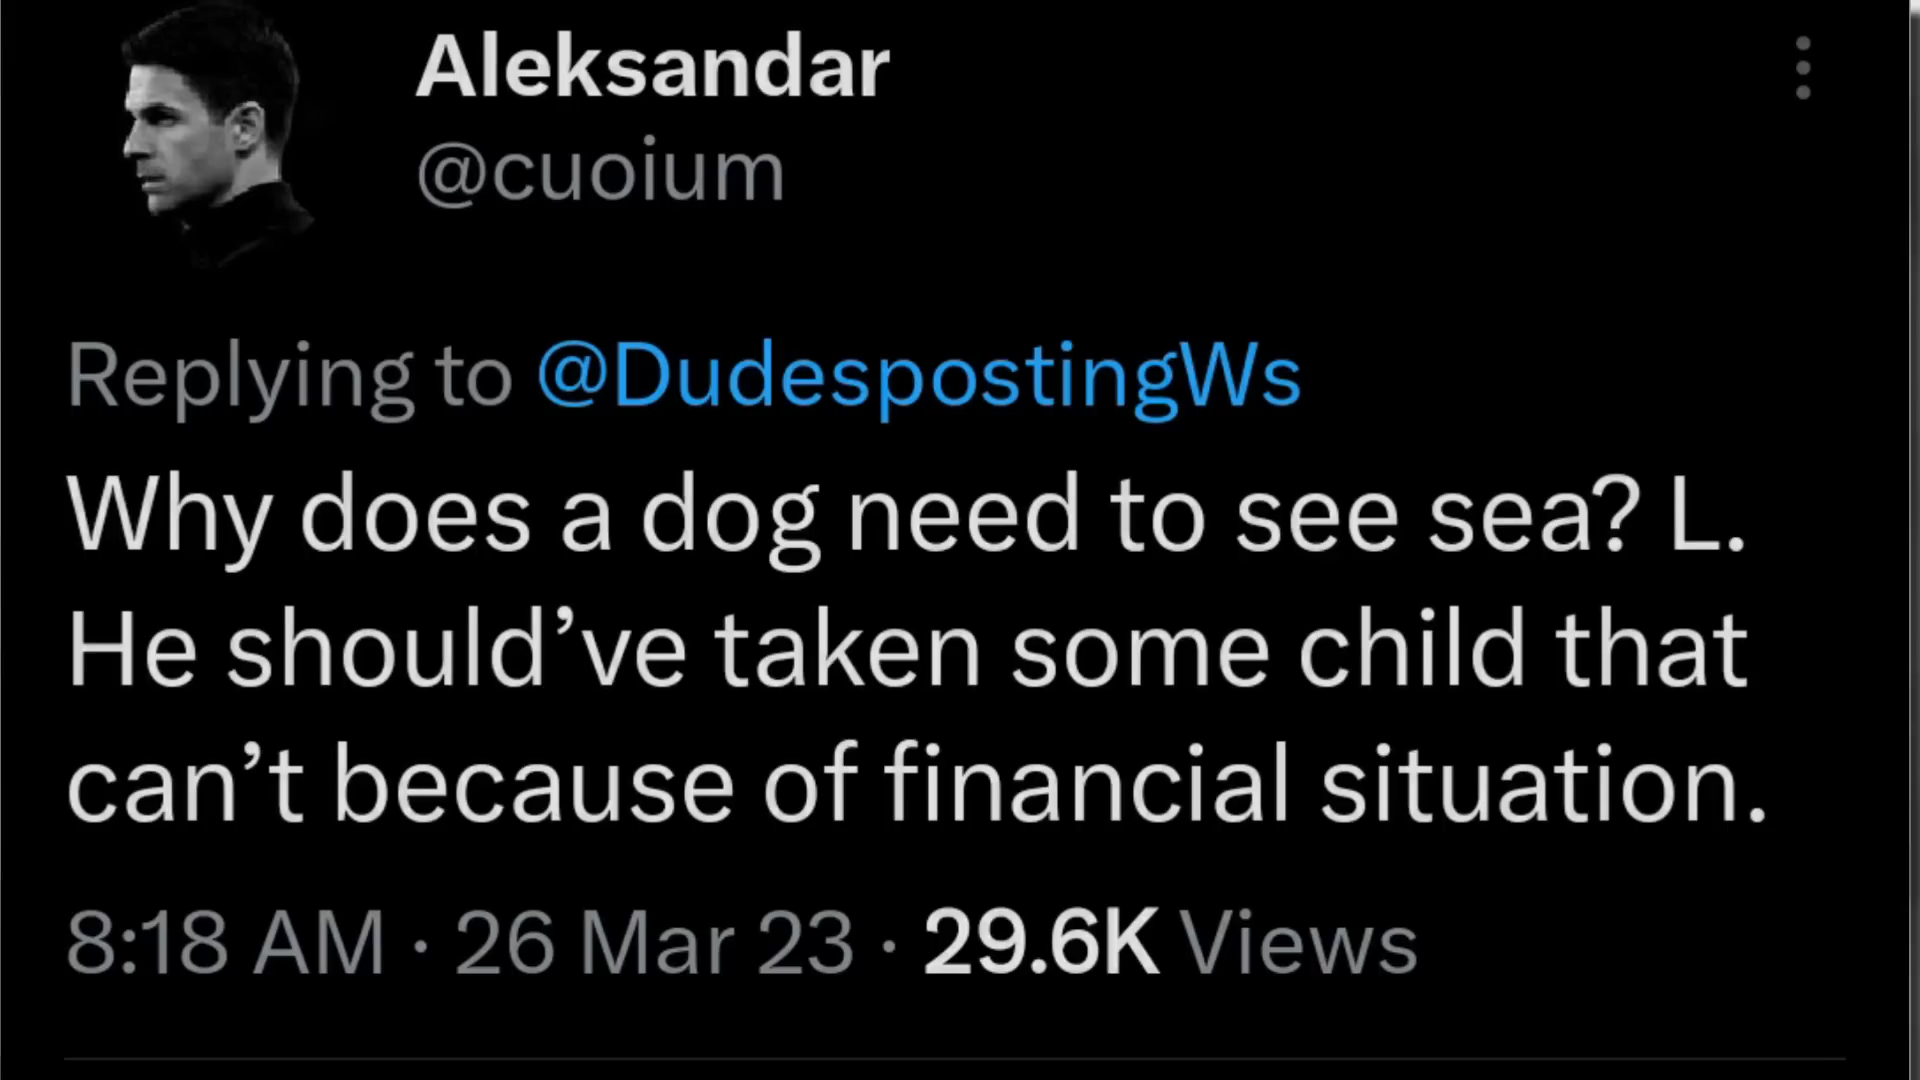 Aleksandar
@cuoium
Replying to @DudespostingWs
Why does a dog need to see sea? L.
He should’ve taken some child that
can’t because of financial situation.
8:18 AM · 26 Mar 23 · 29.6K Views